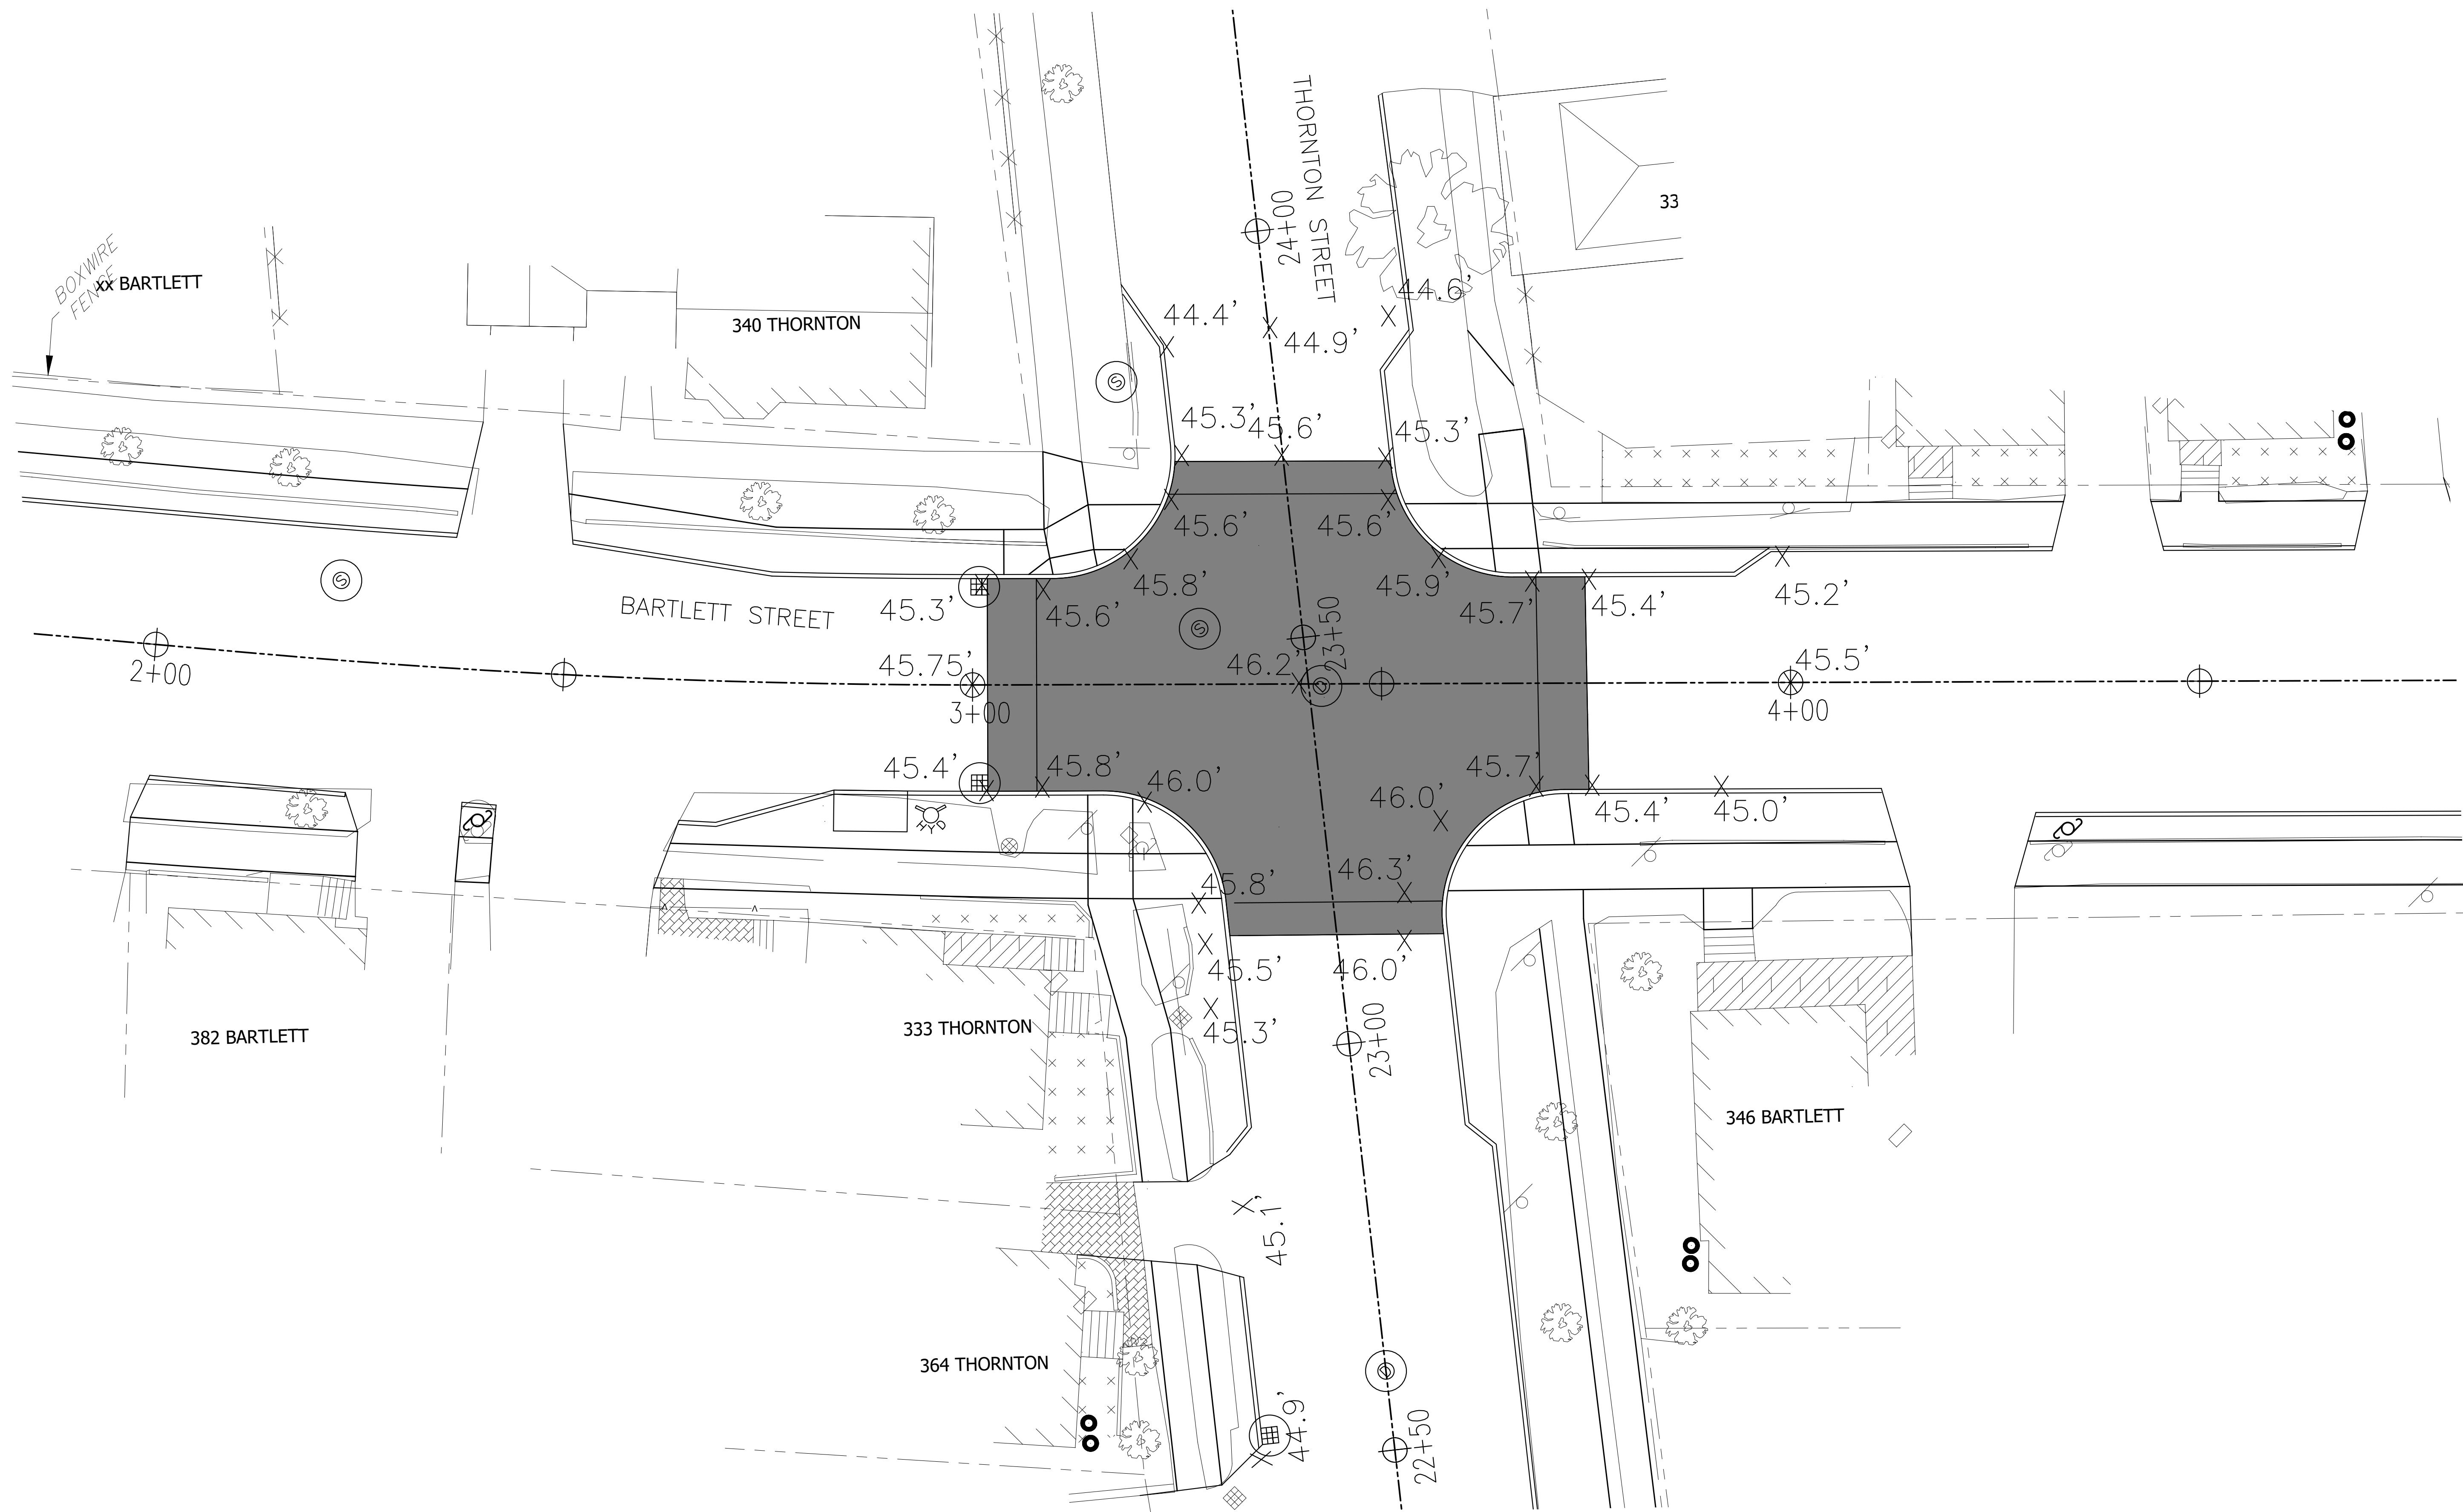 THORNTON STREET
24+00
33
BOXWIRE
FENCE
xx BARTLETT
340 THORNTON
44.6'
44.4'
44.9'
45.3'
45.6'
45.3'
45.6'
45.6'
45.8'
45.9'
45.3'
45.6'
45.7'
45.4'
45.2'
BARTLETT STREET
23+50
2+00
45.75'
46.2'
45.5'
3+00
4+00
45.4'
45.8'
46.0'
46.0'
45.7'
45.4'
45.0'
45.8'
46.3'
45.5'
46.0'
45.3'
23+00
382 BARTLETT
333 THORNTON
346 BARTLETT
45.1'
364 THORNTON
44.9'
22+50
S
S
S
D
D